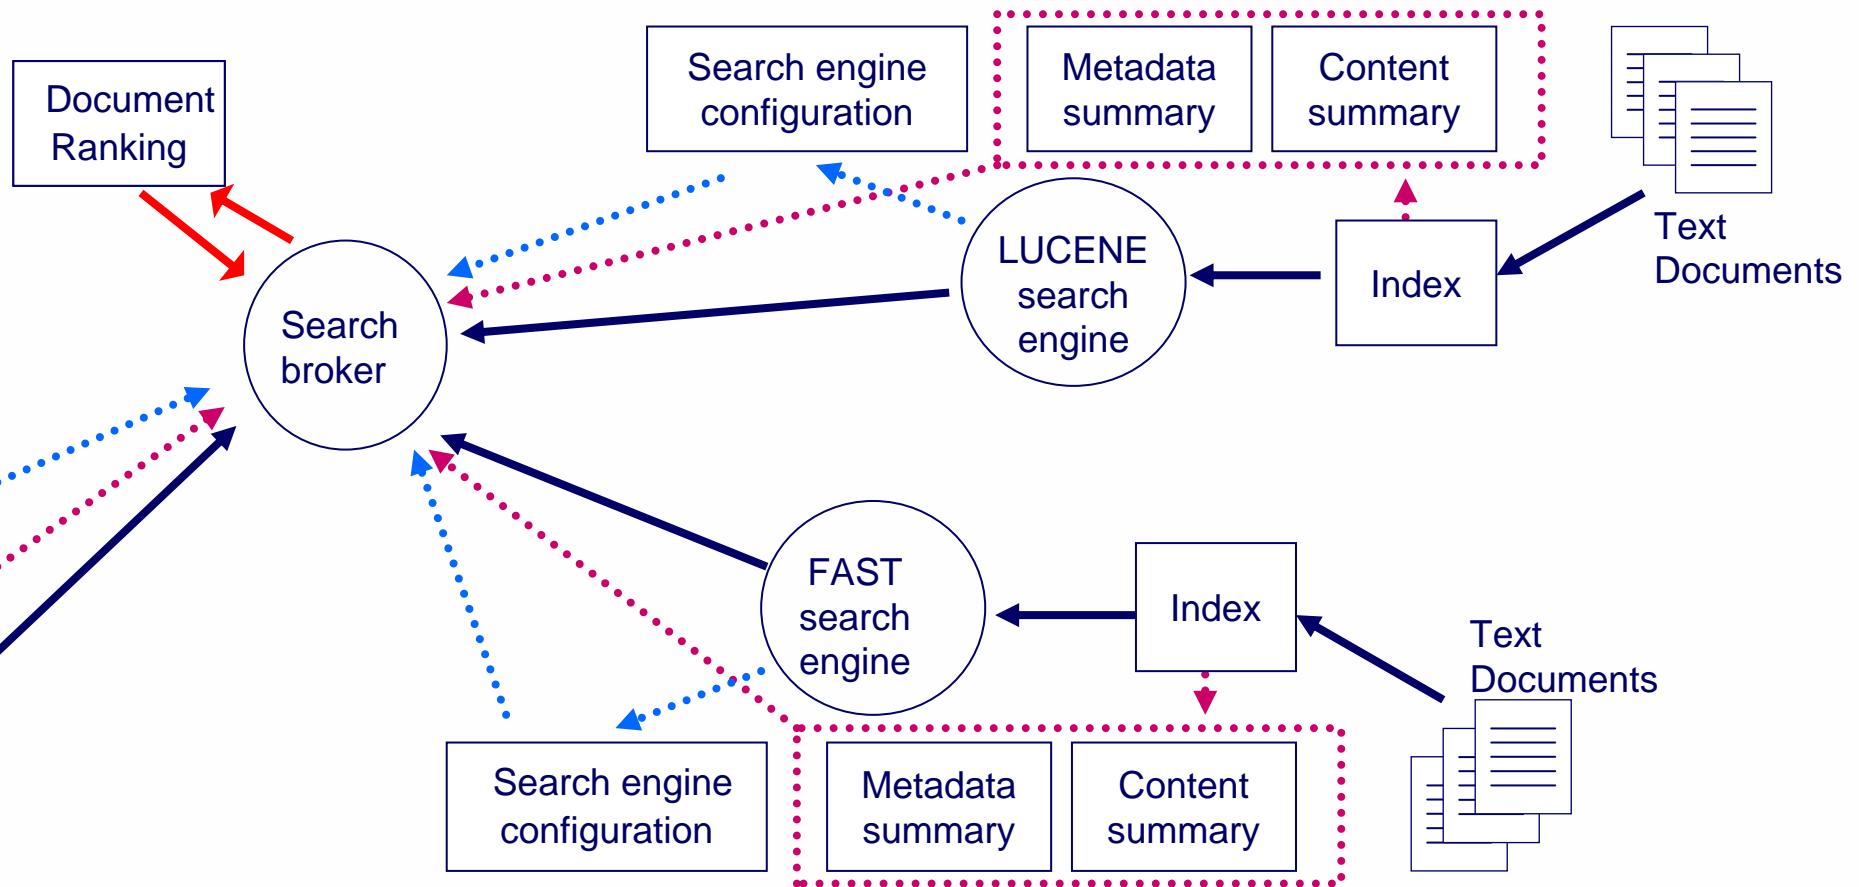 Document
Ranking
Search engine
configuration
Metadata
summary
Content
summary
Text
Documents
LUCENE
search
engine
Index
Search
broker
FAST
search
engine
Index
Text
Documents
Search engine
configuration
Metadata
summary
Content
summary